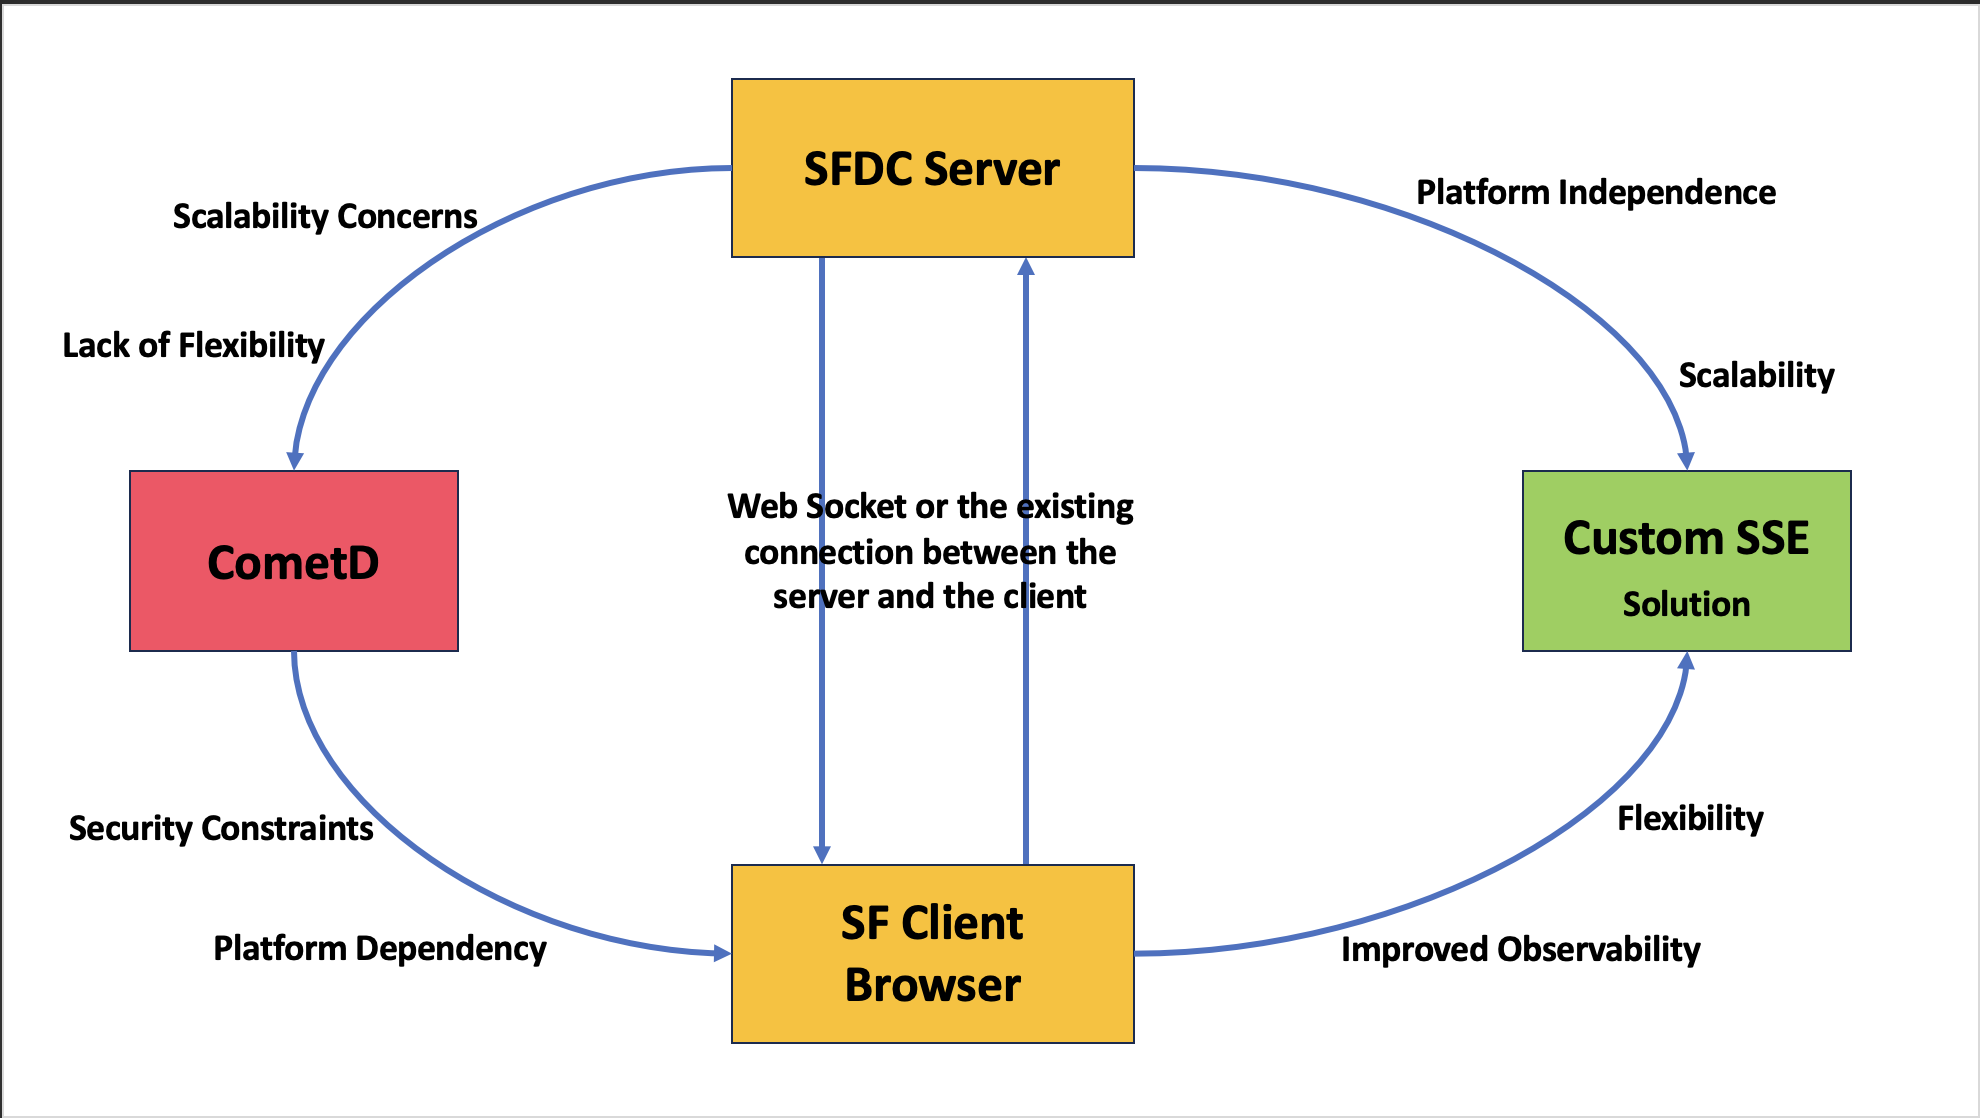 SFDC Server
Platform Independence
Scalability Concerns
Lack of Flexibility
Scalability
Web Socket or the existing
connection between the
server and the client
CometD
Custom SSE
Solution
Security Constraints
Flexibility
Platform Dependency
SF Client
Browser
Improved Observability